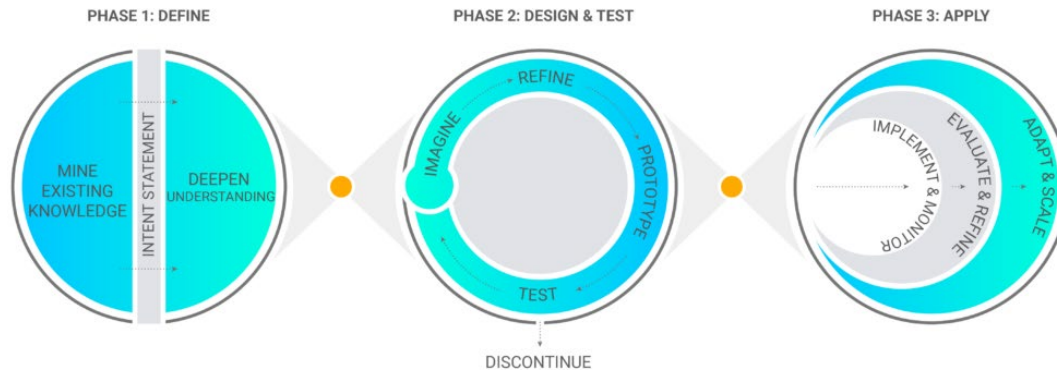 PHASE 1: DEFINE
PHASE 2: DESIGN & TEST
PHASE 3: APPLY
MINE
EXISTING
KNOWLEDGE
INTENT STATEMENT
DEEPEN
UNDERSTANDING
IMAGINE
REFINE
PROTOTYPE
TEST
DISCONTINUE
IMPLEMENT & MONITOR
EVALUATE & REFINE
ADAPT & SCALE